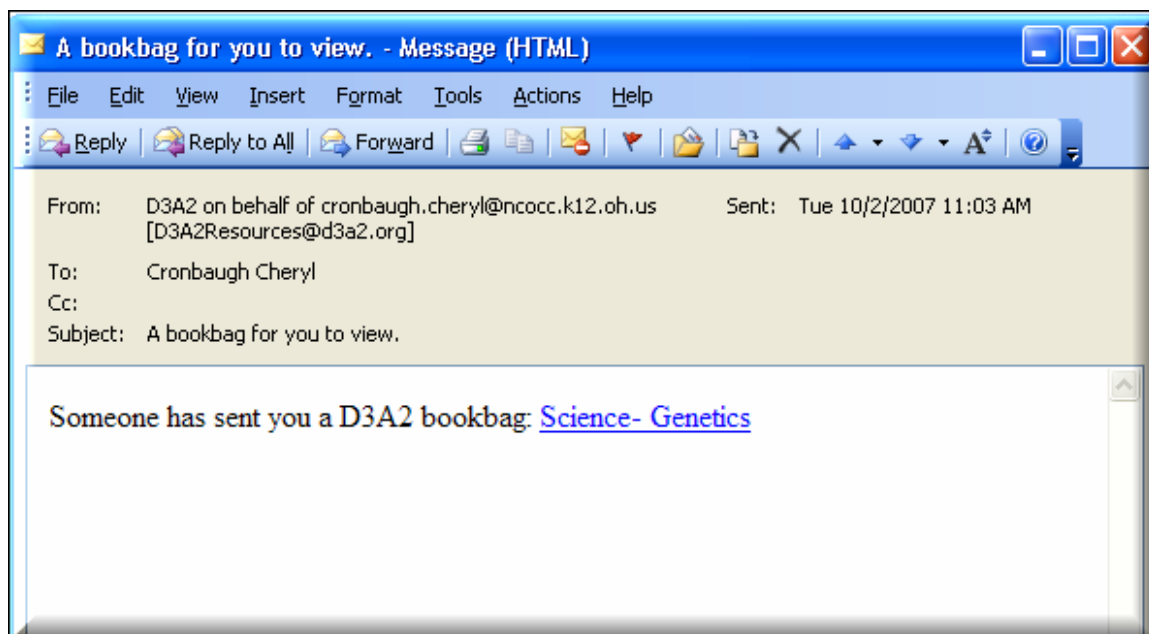 A bookbag for you to view. - Message (HTML)
File Edit View Insert Format Tools Actions Help
Reply Reply to All Forward A
From: D3A2 on behalf of cronbaugh.cheryl@ncocc.k12.oh.us Sent: Tue 10/2/2007 11:03 AM
[D3A2Resources@d3a2.org]
To: Cronbaugh Cheryl
Cc:
Subject: A bookbag for you to view.
Someone has sent you a D3A2 bookbag: Science- Genetics